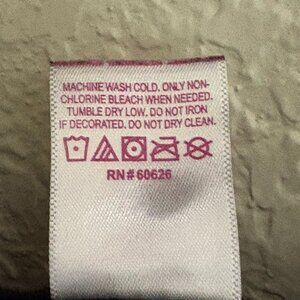 MACHINE WASH COLD. ONLY NON-
CHLORINE BLEACH WHEN NEEDED.
TUMBLE DRY LOW. DO NOT IRON
IF DECORATED. DO NOT DRY CLEAN.
RN# 60626